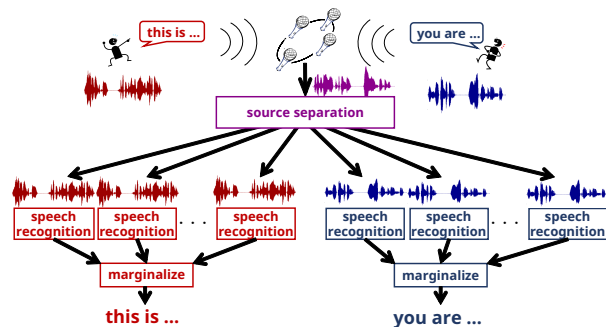 this is ...
you are ...
source separation
speech
recognition
speech
recognition
. . .
speech
recognition
speech
recognition
speech
recognition
. . .
speech
recognition
marginalize
marginalize
this is ...
you are ...